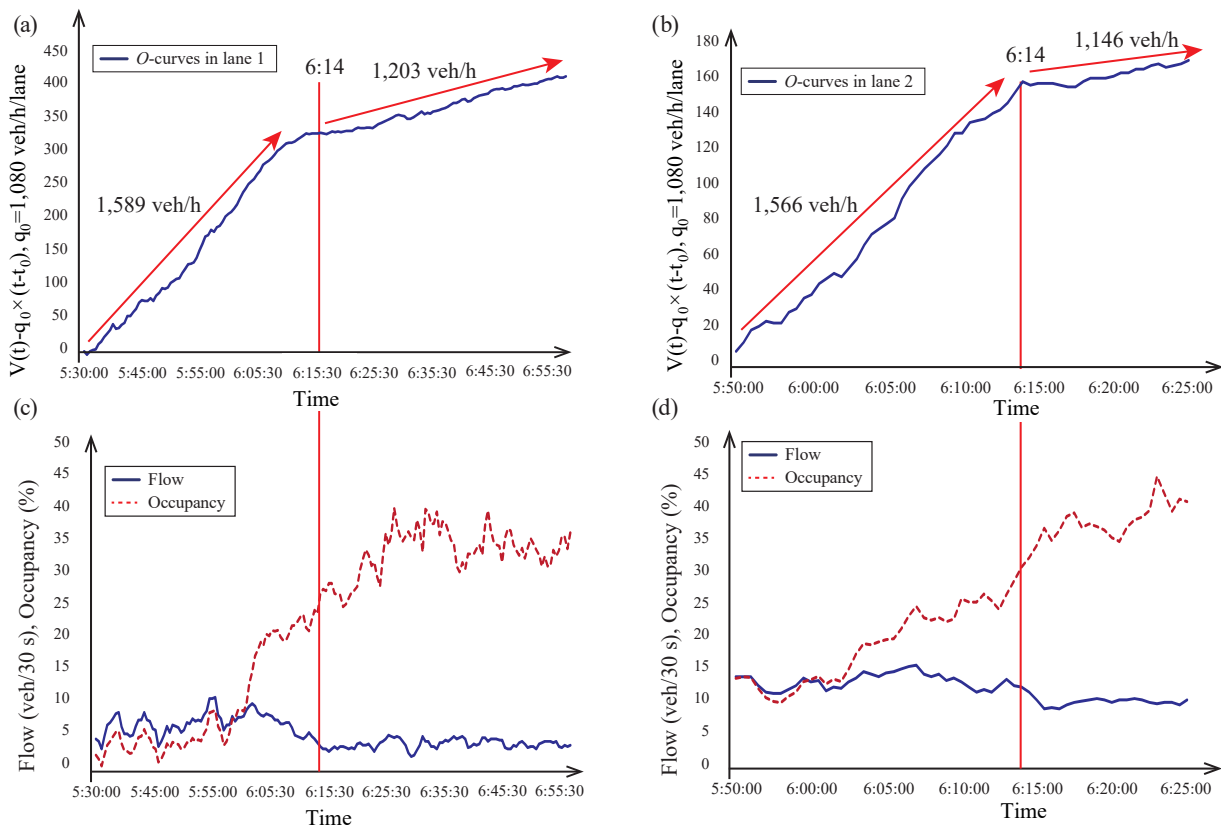 (a)
V(t)-q₀×(t-t₀), q₀=1,080 veh/h/lane
450
400
350
300
250
200
150
100
50
0
O-curves in lane 1
6:14
1,203 veh/h
1,589 veh/h
5:30:00 5:45:00 5:55:00 6:05:30 6:15:30 6:25:30 6:35:30 6:45:30 6:55:30
Time
(b)
V(t)-q₀×(t-t₀), q₀=1,080 veh/h/lane
180
160
140
120
100
80
60
40
20
0
O-curves in lane 2
6:14
1,146 veh/h
1,566 veh/h
5:50:00 6:00:00 6:05:00 6:10:00 6:15:00 6:20:00 6:25:00
Time
(c)
Flow (veh/30 s), Occupancy (%)
50
45
40
35
30
25
20
15
10
5
0
Flow
Occupancy
5:30:00 5:45:00 5:55:00 6:05:30 6:15:30 6:25:30 6:35:30 6:45:30 6:55:30
Time
(d)
Flow (veh/30 s), Occupancy (%)
50
45
40
35
30
25
20
15
10
5
0
Flow
Occupancy
5:50:00 6:00:00 6:05:00 6:10:00 6:15:00 6:20:00 6:25:00
Time